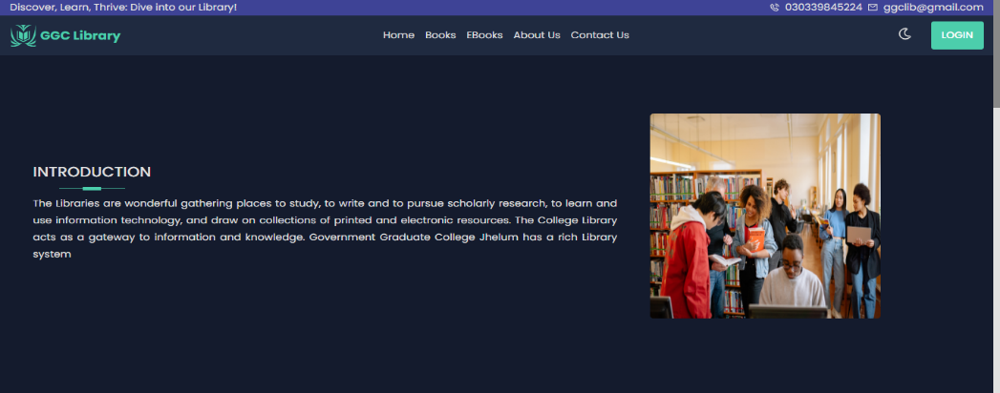 Discover, Learn, Thrive: Dive into our Library!
030339845224 ggclib@gmail.com
GGC Library
Home Books EBooks About Us Contact Us
LOGIN
INTRODUCTION
The Libraries are wonderful gathering places to study, to write and to pursue scholarly research, to learn and
use information technology, and draw on collections of printed and electronic resources. The College Library
acts as a gateway to information and knowledge. Government Graduate College Jhelum has a rich Library
system